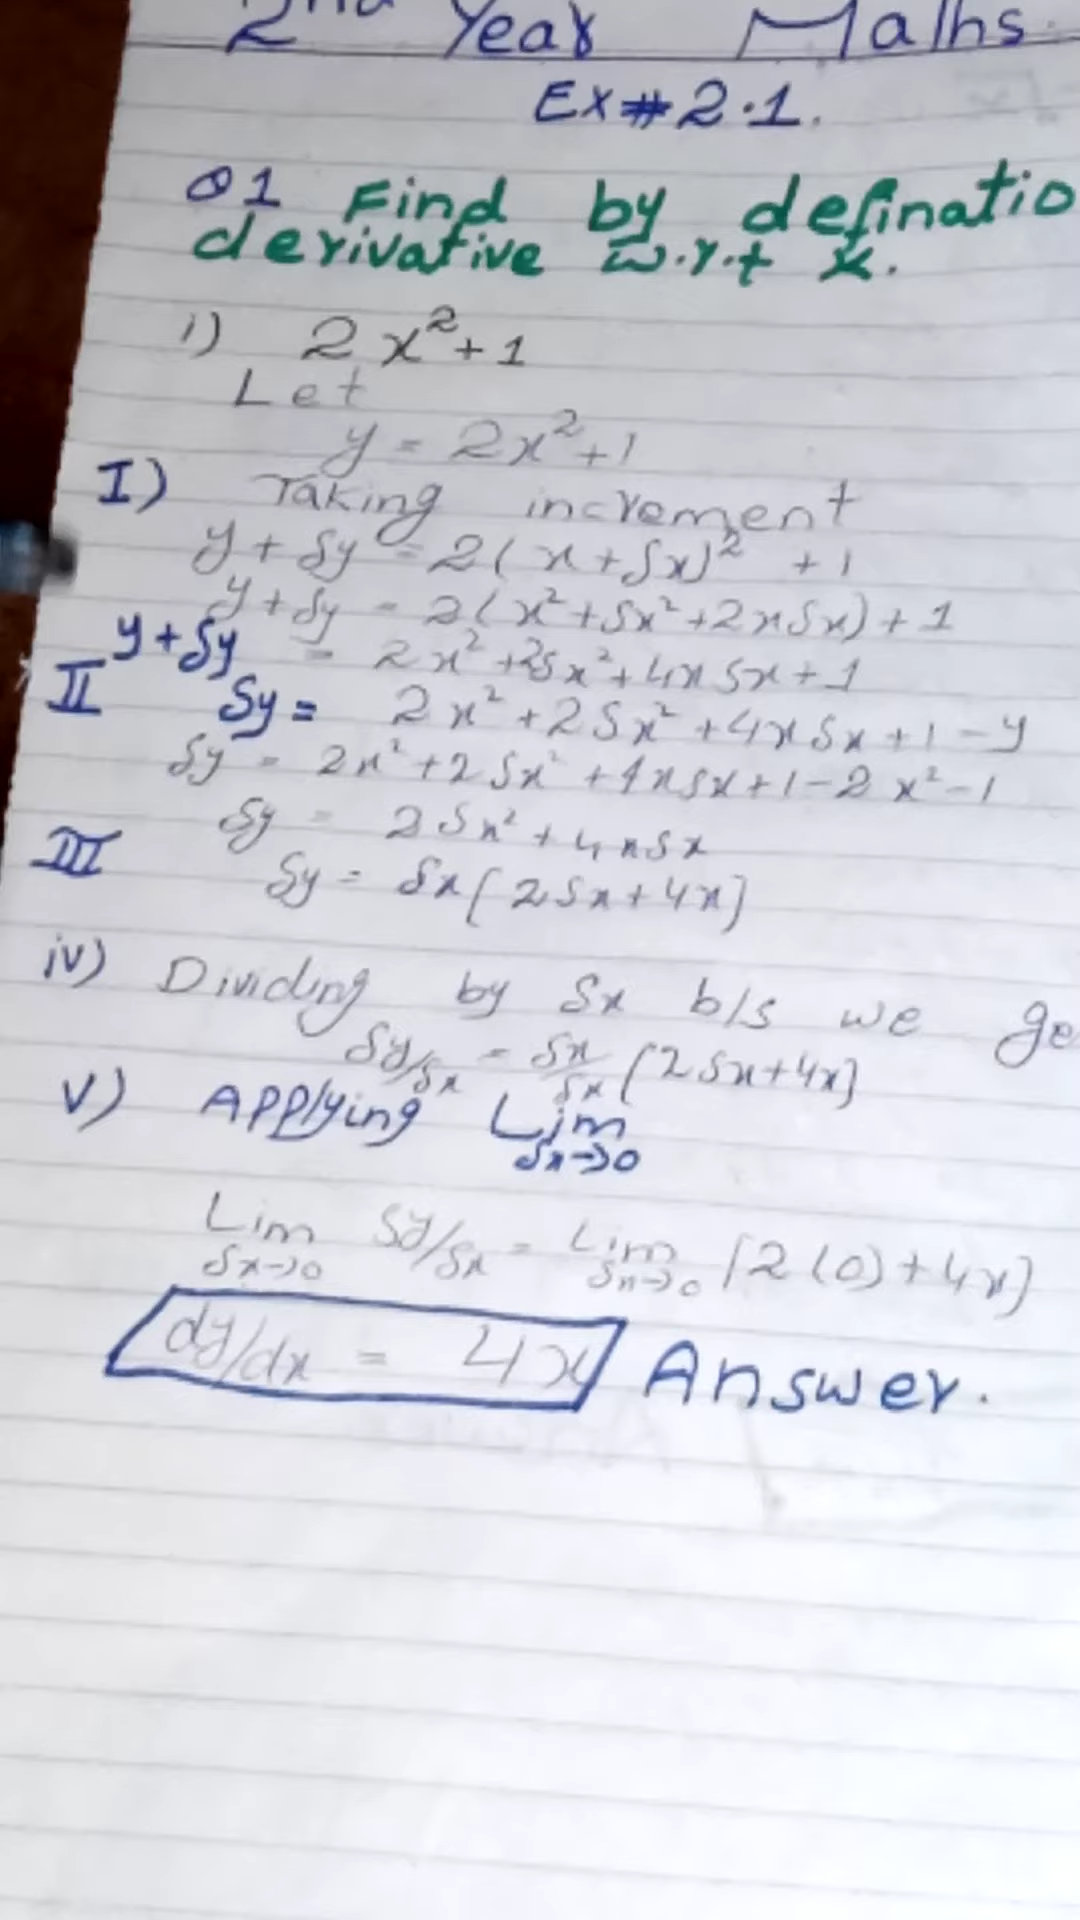 2nd Year Maths
Ex#2.1.
Q1 Find by definatio
derivative w.r.t x.
i) 2x²+1
Let
y = 2x²+1
I) Taking increment
y+δy = 2(x+δx)² +1
y+δy = 2(x²+δx²+2xδx)+1
y+δy = 2x²+2δx²+4xδx+1
II δy = 2x²+2δx²+4xδx+1-y
δy = 2x²+2δx²+4xδx+1-2x²-1
δy = 2δx²+4xδx
III δy = δx[2δx+4x]
iv) Dividing by δx b/s we ge
δy/δx = δx/δx [2δx+4x]
v) Applying Lim δx→0
Lim δx→0 δy/δx = Lim δx→0 [2(0)+4x]
dy/dx = 4x Answer.